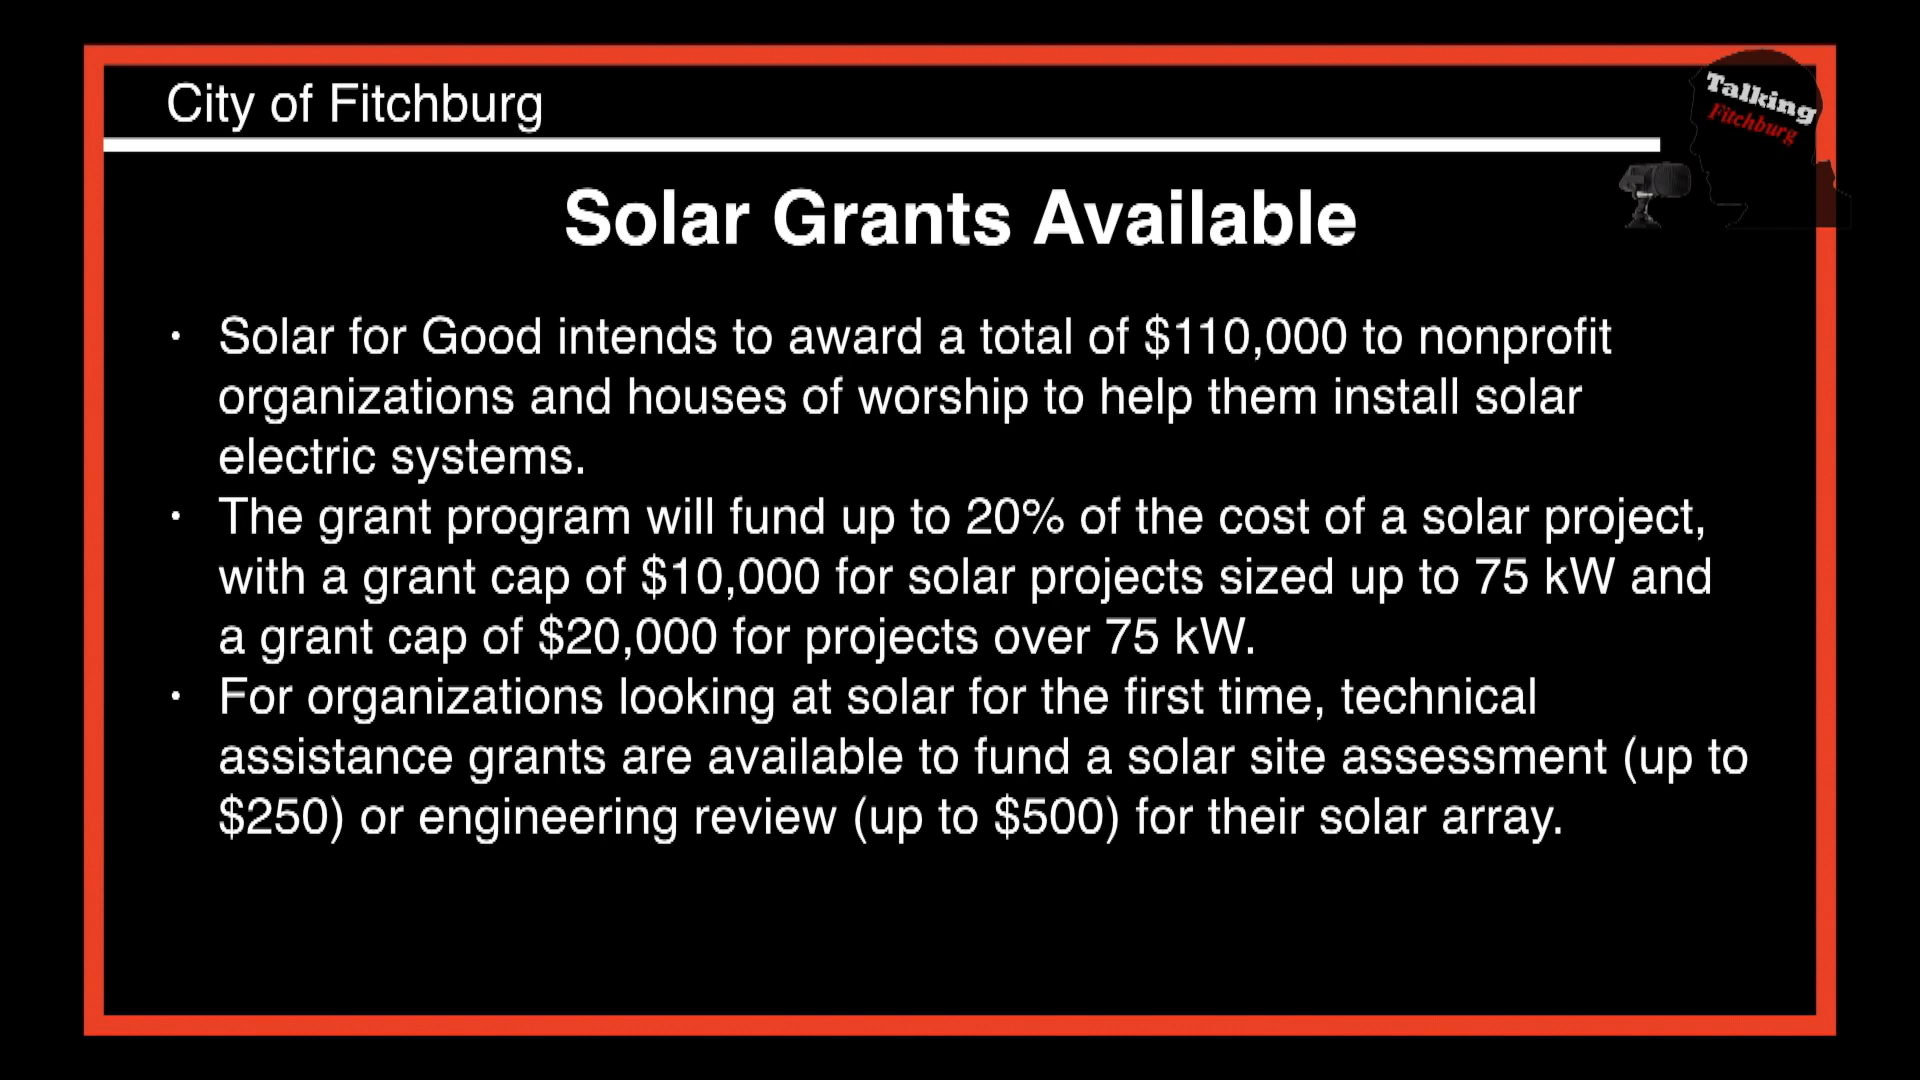 City of Fitchburg
Talking
Fitchburg
Solar Grants Available
• Solar for Good intends to award a total of $110,000 to nonprofit
organizations and houses of worship to help them install solar
electric systems.
• The grant program will fund up to 20% of the cost of a solar project,
with a grant cap of $10,000 for solar projects sized up to 75 kW and
a grant cap of $20,000 for projects over 75 kW.
• For organizations looking at solar for the first time, technical
assistance grants are available to fund a solar site assessment (up to
$250) or engineering review (up to $500) for their solar array.